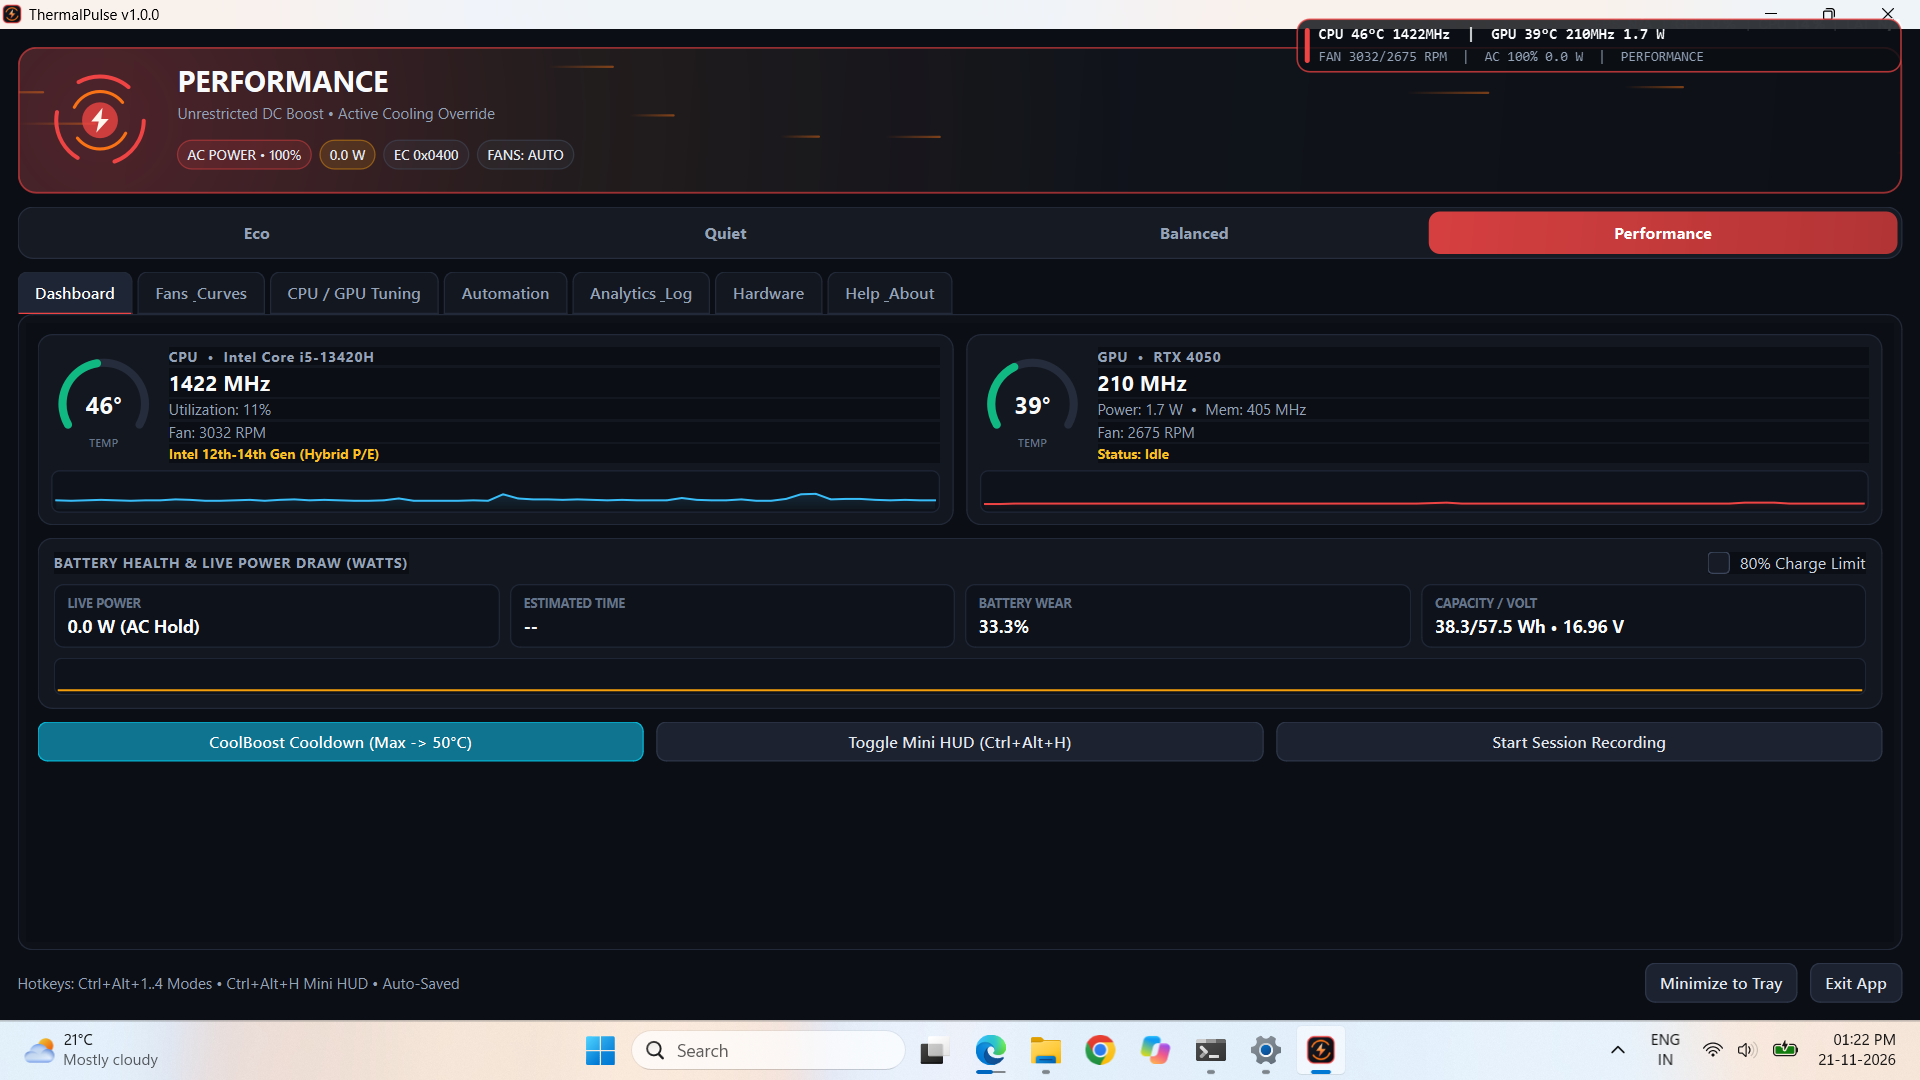 ThermalPulse v1.0.0
CPU 46°C 1422MHz | GPU 39°C 210MHz 1.7 W
FAN 3032/2675 RPM | AC 100% 0.0 W | PERFORMANCE
PERFORMANCE
Unrestricted DC Boost • Active Cooling Override
AC POWER • 100% 0.0 W EC 0x0400 FANS: AUTO
Eco Quiet Balanced Performance
Dashboard Fans _Curves CPU / GPU Tuning Automation Analytics _Log Hardware Help _About
CPU • Intel Core i5-13420H
1422 MHz
Utilization: 11%
Fan: 3032 RPM
Intel 12th-14th Gen (Hybrid P/E)
46°
TEMP
GPU • RTX 4050
210 MHz
Power: 1.7 W • Mem: 405 MHz
Fan: 2675 RPM
Status: Idle
39°
TEMP
BATTERY HEALTH & LIVE POWER DRAW (WATTS)
80% Charge Limit
LIVE POWER
0.0 W (AC Hold)
ESTIMATED TIME
--
BATTERY WEAR
33.3%
CAPACITY / VOLT
38.3/57.5 Wh • 16.96 V
CoolBoost Cooldown (Max -> 50°C)
Toggle Mini HUD (Ctrl+Alt+H)
Start Session Recording
Hotkeys: Ctrl+Alt+1..4 Modes • Ctrl+Alt+H Mini HUD • Auto-Saved
Minimize to Tray
Exit App
21°C
Mostly cloudy
Search
ENG
IN
01:22 PM
21-11-2026